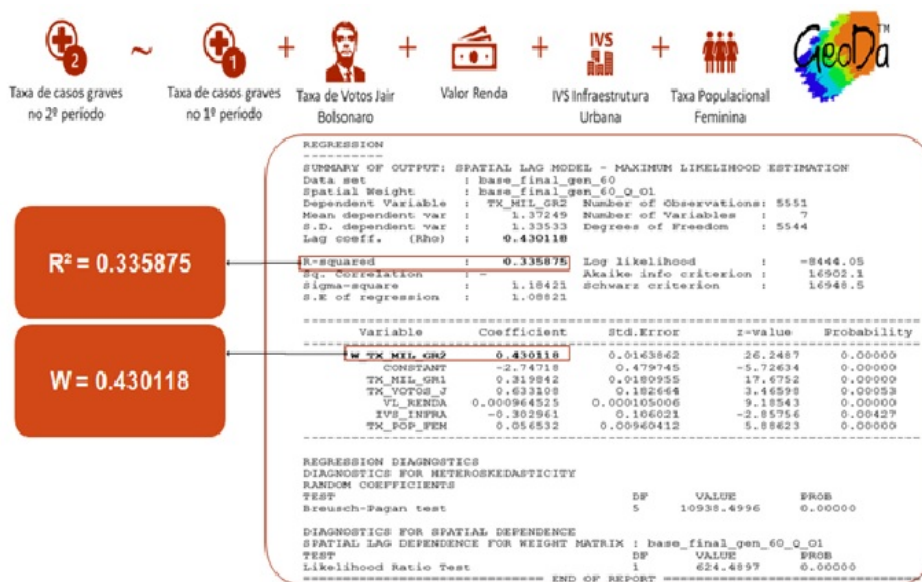 2 ~ 1 + + + +
GeoDa™
IVS
Taxa de casos graves
no 2º período
Taxa de casos graves
no 1º período
Taxa de Votos Jair
Bolsonaro
Valor Renda
IVS Infraestrutura
Urbana
Taxa Populacional
Feminina
R² = 0.335875
W = 0.430118
REGRESSION
----------
SUMMARY OF OUTPUT: SPATIAL LAG MODEL - MAXIMUM LIKELIHOOD ESTIMATION
Data set : base_final_gen_60
Spatial Weight : base_final_gen_60_Q_O1
Dependent Variable : TX_MIL_GR2 Number of Observations: 5551
Mean dependent var : 1.37249 Number of Variables : 7
S.D. dependent var : 1.33533 Degrees of Freedom : 5544
Lag coeff. (Rho) : 0.430118
R-squared : 0.335875 Log likelihood : -8444.05
Sq. Correlation : - Akaike info criterion : 16902.1
Sigma-square : 1.18421 Schwarz criterion : 16948.5
S.E of regression : 1.08821
Variable Coefficient Std.Error z-value Probability
W_TX_MIL_GR2 0.430118 0.0163862 26.2487 0.00000
CONSTANT -2.74718 0.479745 -5.72634 0.00000
TX_MIL_GR1 0.319842 0.0180955 17.6752 0.00000
TX_VOTOS_J 0.633108 0.182664 3.46598 0.00053
VL_RENDA 0.000964525 0.000105006 9.18543 0.00000
IVS_INFRA -0.302961 0.106021 -2.85756 0.00427
TX_POP_FEM 0.056532 0.00960412 5.88623 0.00000
REGRESSION DIAGNOSTICS
DIAGNOSTICS FOR HETEROSKEDASTICITY
RANDOM COEFFICIENTS
TEST DF VALUE PROB
Breusch-Pagan test 5 10938.4996 0.00000
DIAGNOSTICS FOR SPATIAL DEPENDENCE
SPATIAL LAG DEPENDENCE FOR WEIGHT MATRIX : base_final_gen_60_Q_O1
TEST DF VALUE PROB
Likelihood Ratio Test 1 624.4897 0.00000
END OF REPORT